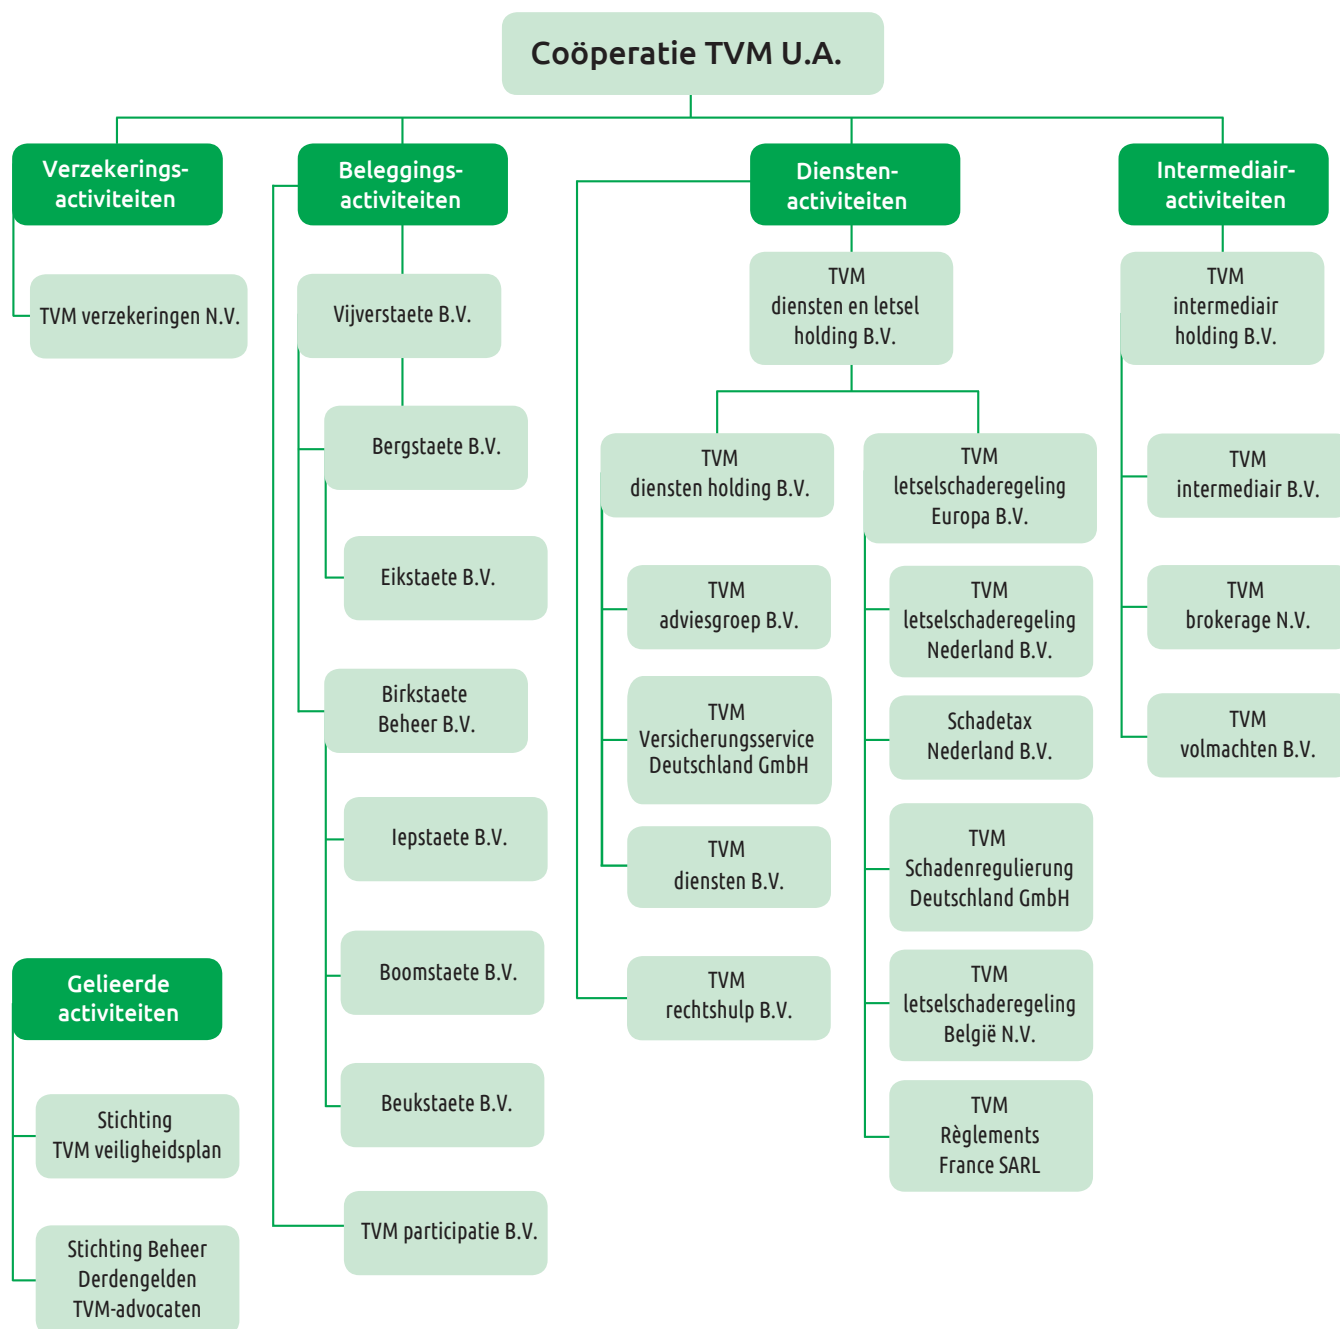 Coöperatie TVM U.A.
Verzekerings-
activiteiten
TVM verzekeringen N.V.
Beleggings-
activiteiten
Vijverstaete B.V.
Bergstaete B.V.
Eikstaete B.V.
Birkstaete
Beheer B.V.
Iepstaete B.V.
Boomstaete B.V.
Beukstaete B.V.
TVM participatie B.V.
Diensten-
activiteiten
TVM
diensten en letsel
holding B.V.
TVM
diensten holding B.V.
TVM
adviesgroep B.V.
TVM
Versicherungsservice
Deutschland GmbH
TVM
diensten B.V.
TVM
rechtshulp B.V.
TVM
letselschaderegeling
Europa B.V.
TVM
letselschaderegeling
Nederland B.V.
Schadetax
Nederland B.V.
TVM
Schadenregulierung
Deutschland GmbH
TVM
letselschaderegeling
België N.V.
TVM
Règlements
France SARL
Intermediair-
activiteiten
TVM
intermediair
holding B.V.
TVM
intermediair B.V.
TVM
brokerage N.V.
TVM
volmachten B.V.
Gelieerde
activiteiten
Stichting
TVM veiligheidsplan
Stichting Beheer
Derdengelden
TVM-advocaten